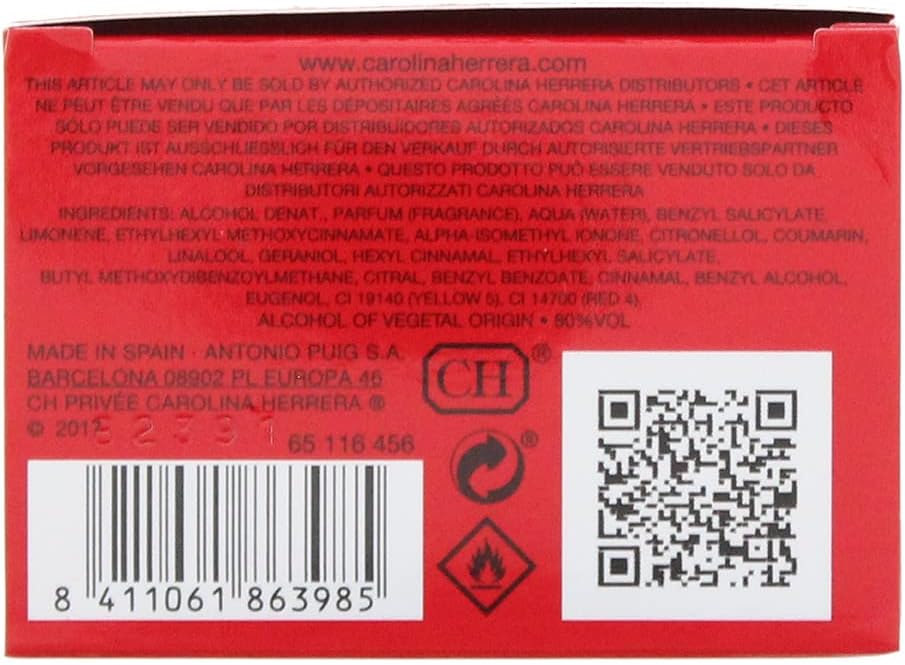 www.carolinaherrera.com
THIS ARTICLE MAY ONLY BE SOLD BY AUTHORIZED CAROLINA HERRERA DISTRIBUTORS • CET ARTICLE
NE PEUT ÊTRE VENDU QUE PAR LES DÉPOSITAIRES AGRÉÉS CAROLINA HERRERA • ESTE PRODUCTO
SÓLO PUEDE SER VENDIDO POR DISTRIBUIDORES AUTORIZADOS CAROLINA HERRERA • DIESES
PRODUKT IST AUSSCHLIESSLICH FÜR DEN VERKAUF DURCH AUTORISIERTE VERTRIEBSPARTNER
VORGESEHEN CAROLINA HERRERA • QUESTO PRODOTTO PUÒ ESSERE VENDUTO SOLO DA
DISTRIBUTORI AUTORIZZATI CAROLINA HERRERA
INGREDIENTS: ALCOHOL DENAT., PARFUM (FRAGRANCE), AQUA (WATER), BENZYL SALICYLATE,
LIMONENE, ETHYLHEXYL METHOXYCINNAMATE, ALPHA-ISOMETHYL IONONE, CITRONELLOL, COUMARIN,
LINALOOL, GERANIOL, HEXYL CINNAMAL, ETHYLHEXYL SALICYLATE,
BUTYL METHOXYDIBENZOYLMETHANE, CITRAL, BENZYL BENZOATE, CINNAMAL, BENZYL ALCOHOL,
EUGENOL, CI 19140 (YELLOW 5), CI 14700 (RED 4).
ALCOHOL OF VEGETAL ORIGIN • 80%VOL
MADE IN SPAIN · ANTONIO PUIG S.A.
BARCELONA 08902 PL EUROPA 46
CH PRIVÉE CAROLINA HERRERA ®
© 2017
82391
65 116 456
CH ®
®
8 411061 863985